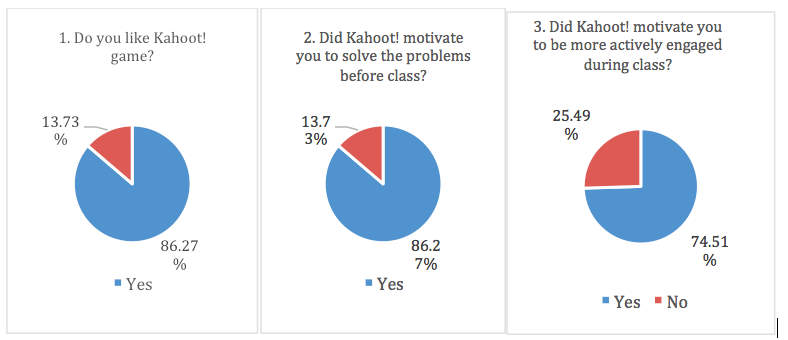 1. Do you like Kahoot!
game?
13.73
%
86.27
%
Yes
2. Did Kahoot! motivate
you to solve the problems
before class?
13.7
3%
86.2
7%
Yes
3. Did Kahoot! motivate you
to be more actively engaged
during class?
25.49
%
74.51
%
Yes No